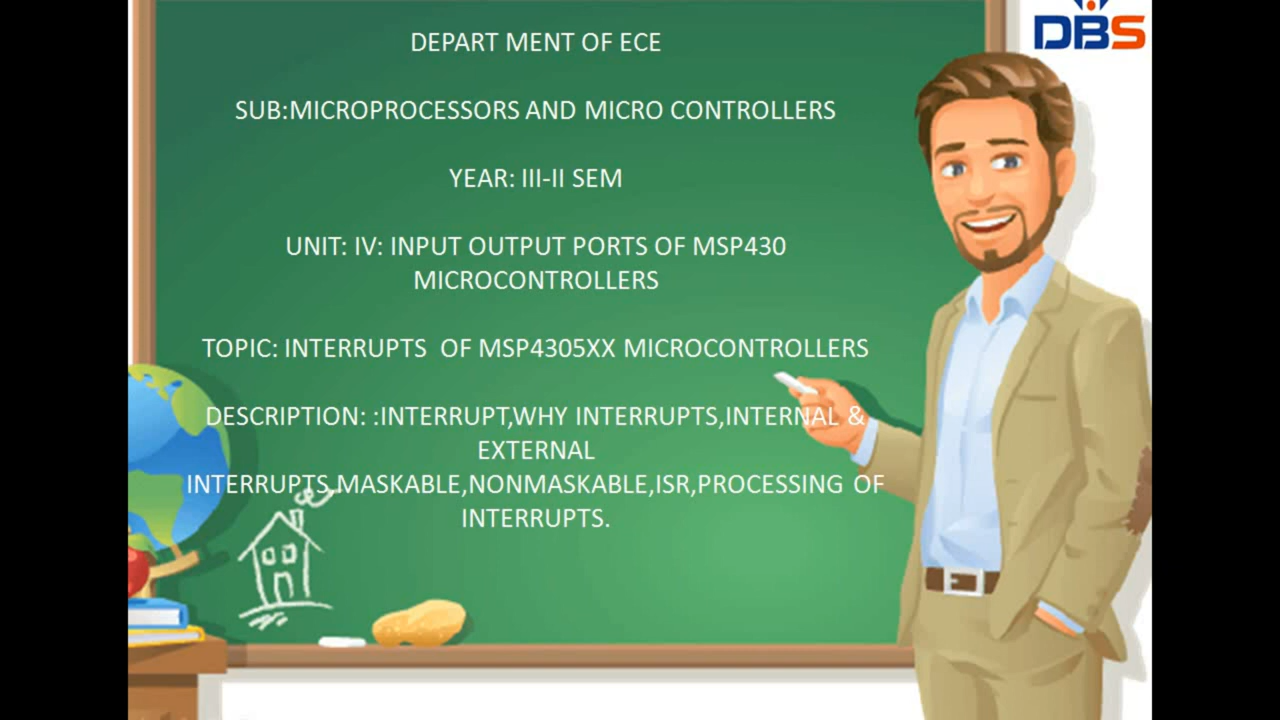 DBS
DEPART MENT OF ECE
SUB:MICROPROCESSORS AND MICRO CONTROLLERS
YEAR: III-II SEM
UNIT: IV: INPUT OUTPUT PORTS OF MSP430
MICROCONTROLLERS
TOPIC: INTERRUPTS OF MSP4305XX MICROCONTROLLERS
DESCRIPTION: :INTERRUPT,WHY INTERRUPTS,INTERNAL &
EXTERNAL
INTERRUPTS,MASKABLE,NONMASKABLE,ISR,PROCESSING OF
INTERRUPTS.